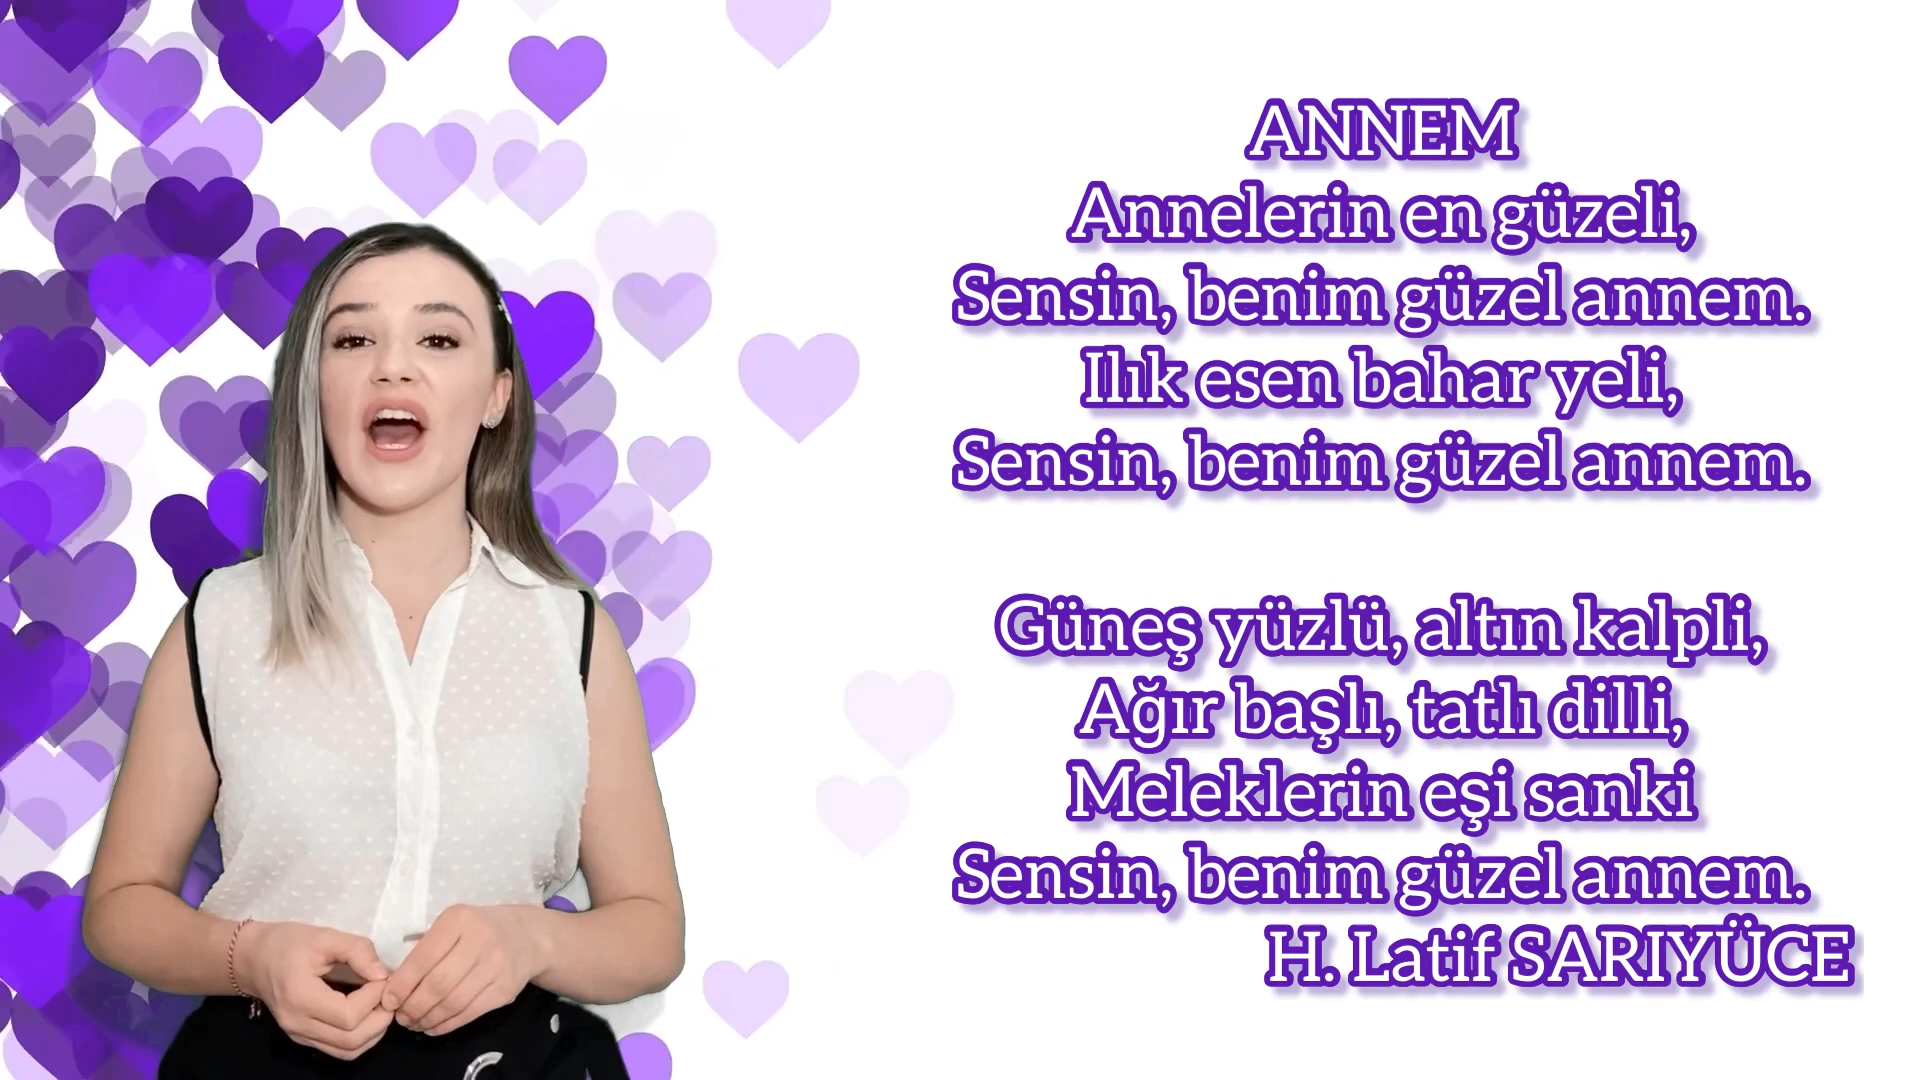 ANNEM
Annelerin en güzeli,
Sensin, benim güzel annem.
Ilık esen bahar yeli,
Sensin, benim güzel annem.
Güneş yüzlü, altın kalpli,
Ağır başlı, tatlı dilli,
Meleklerin eşi sanki
Sensin, benim güzel annem.
H. Latif SARIYÜCE